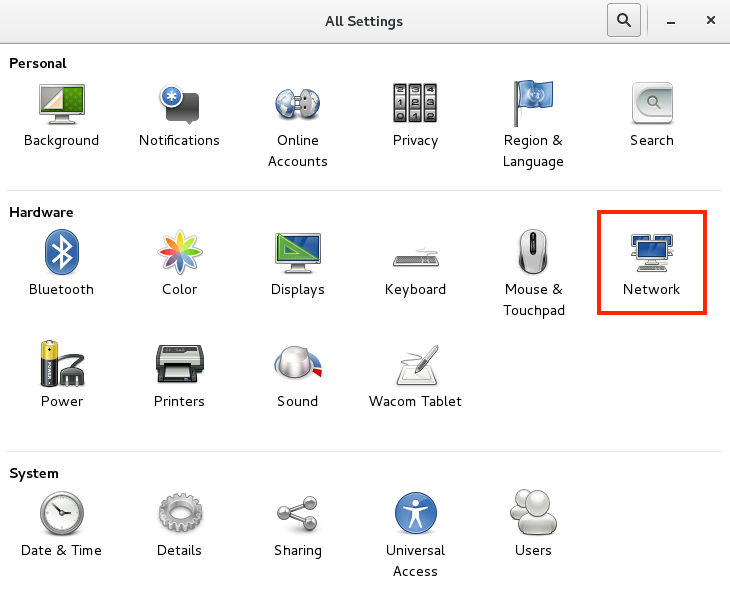 All Settings
Personal
Background
Notifications
Online
Accounts
Privacy
Region &
Language
Search
Hardware
Bluetooth
Color
Displays
Keyboard
Mouse &
Touchpad
Network
Power
Printers
Sound
Wacom Tablet
System
Date & Time
Details
Sharing
Universal
Access
Users